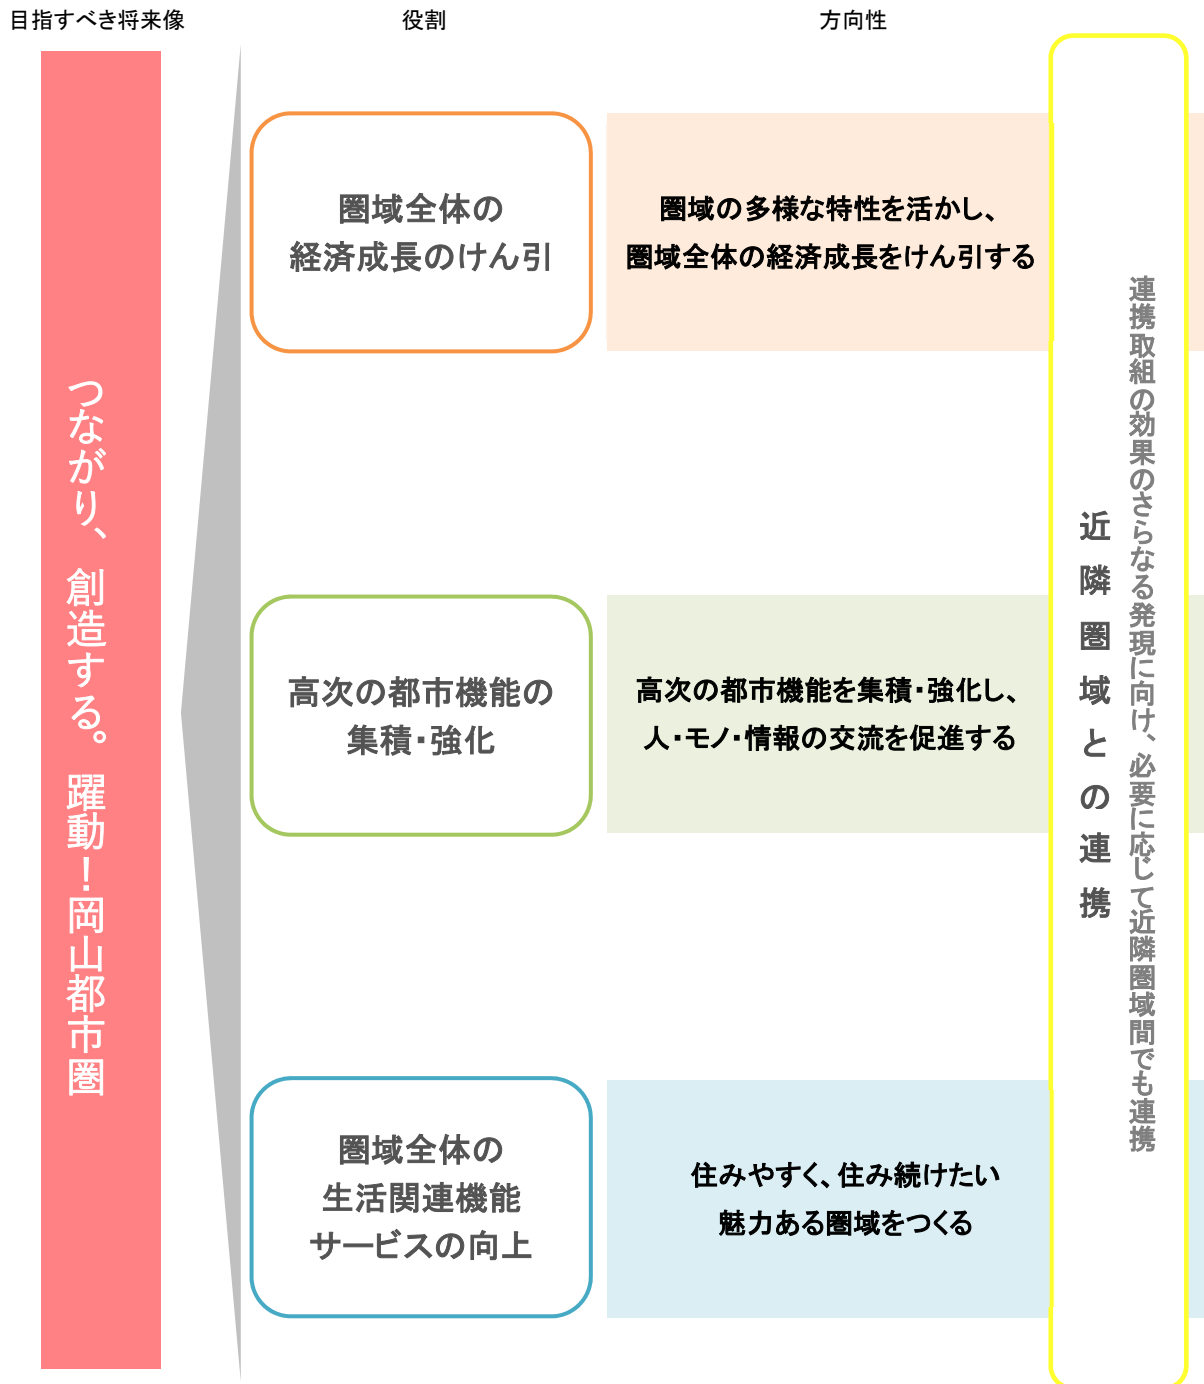 目指すべき将来像
役割
方向性
つながり、創造する。躍動！岡山都市圏
圏域全体の
経済成長のけん引
圏域の多様な特性を活かし、
圏域全体の経済成長をけん引する
高次の都市機能の
集積・強化
高次の都市機能を集積・強化し、
人・モノ・情報の交流を促進する
圏域全体の
生活関連機能
サービスの向上
住みやすく、住み続けたい
魅力ある圏域をつくる
連携取組の効果のさらなる発現に向け、必要に応じて近隣圏域間でも連携
近隣圏域との連携